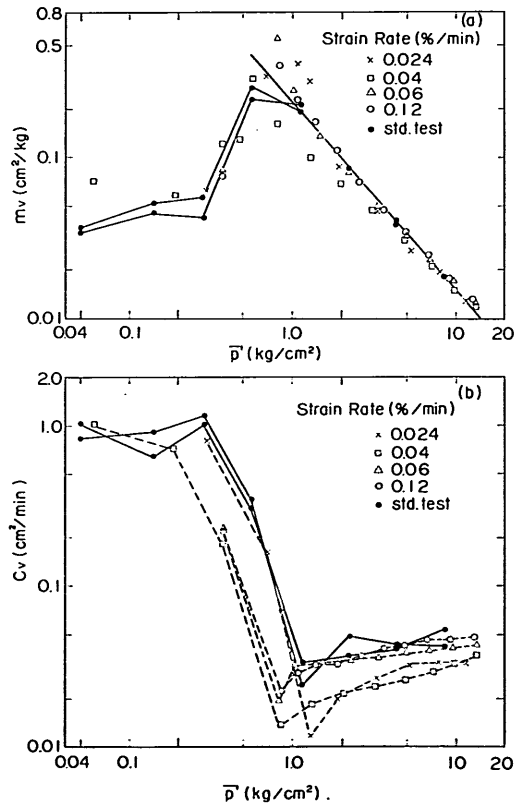 0.8
(a)
Strain Rate (%/min)
× 0.024
□ 0.04
△ 0.06
○ 0.12
● std.test
0.5
0.1
0.01
mv (cm²/kg)
0.04 0.1 1.0 10 20
p̄ (kg/cm²)
2.0
(b)
Strain Rate (%/min)
× 0.024
□ 0.04
△ 0.06
○ 0.12
● std.test
1.0
0.1
0.01
Cv (cm²/min)
0.04 0.1 1.0 10 20
p̄ (kg/cm²).